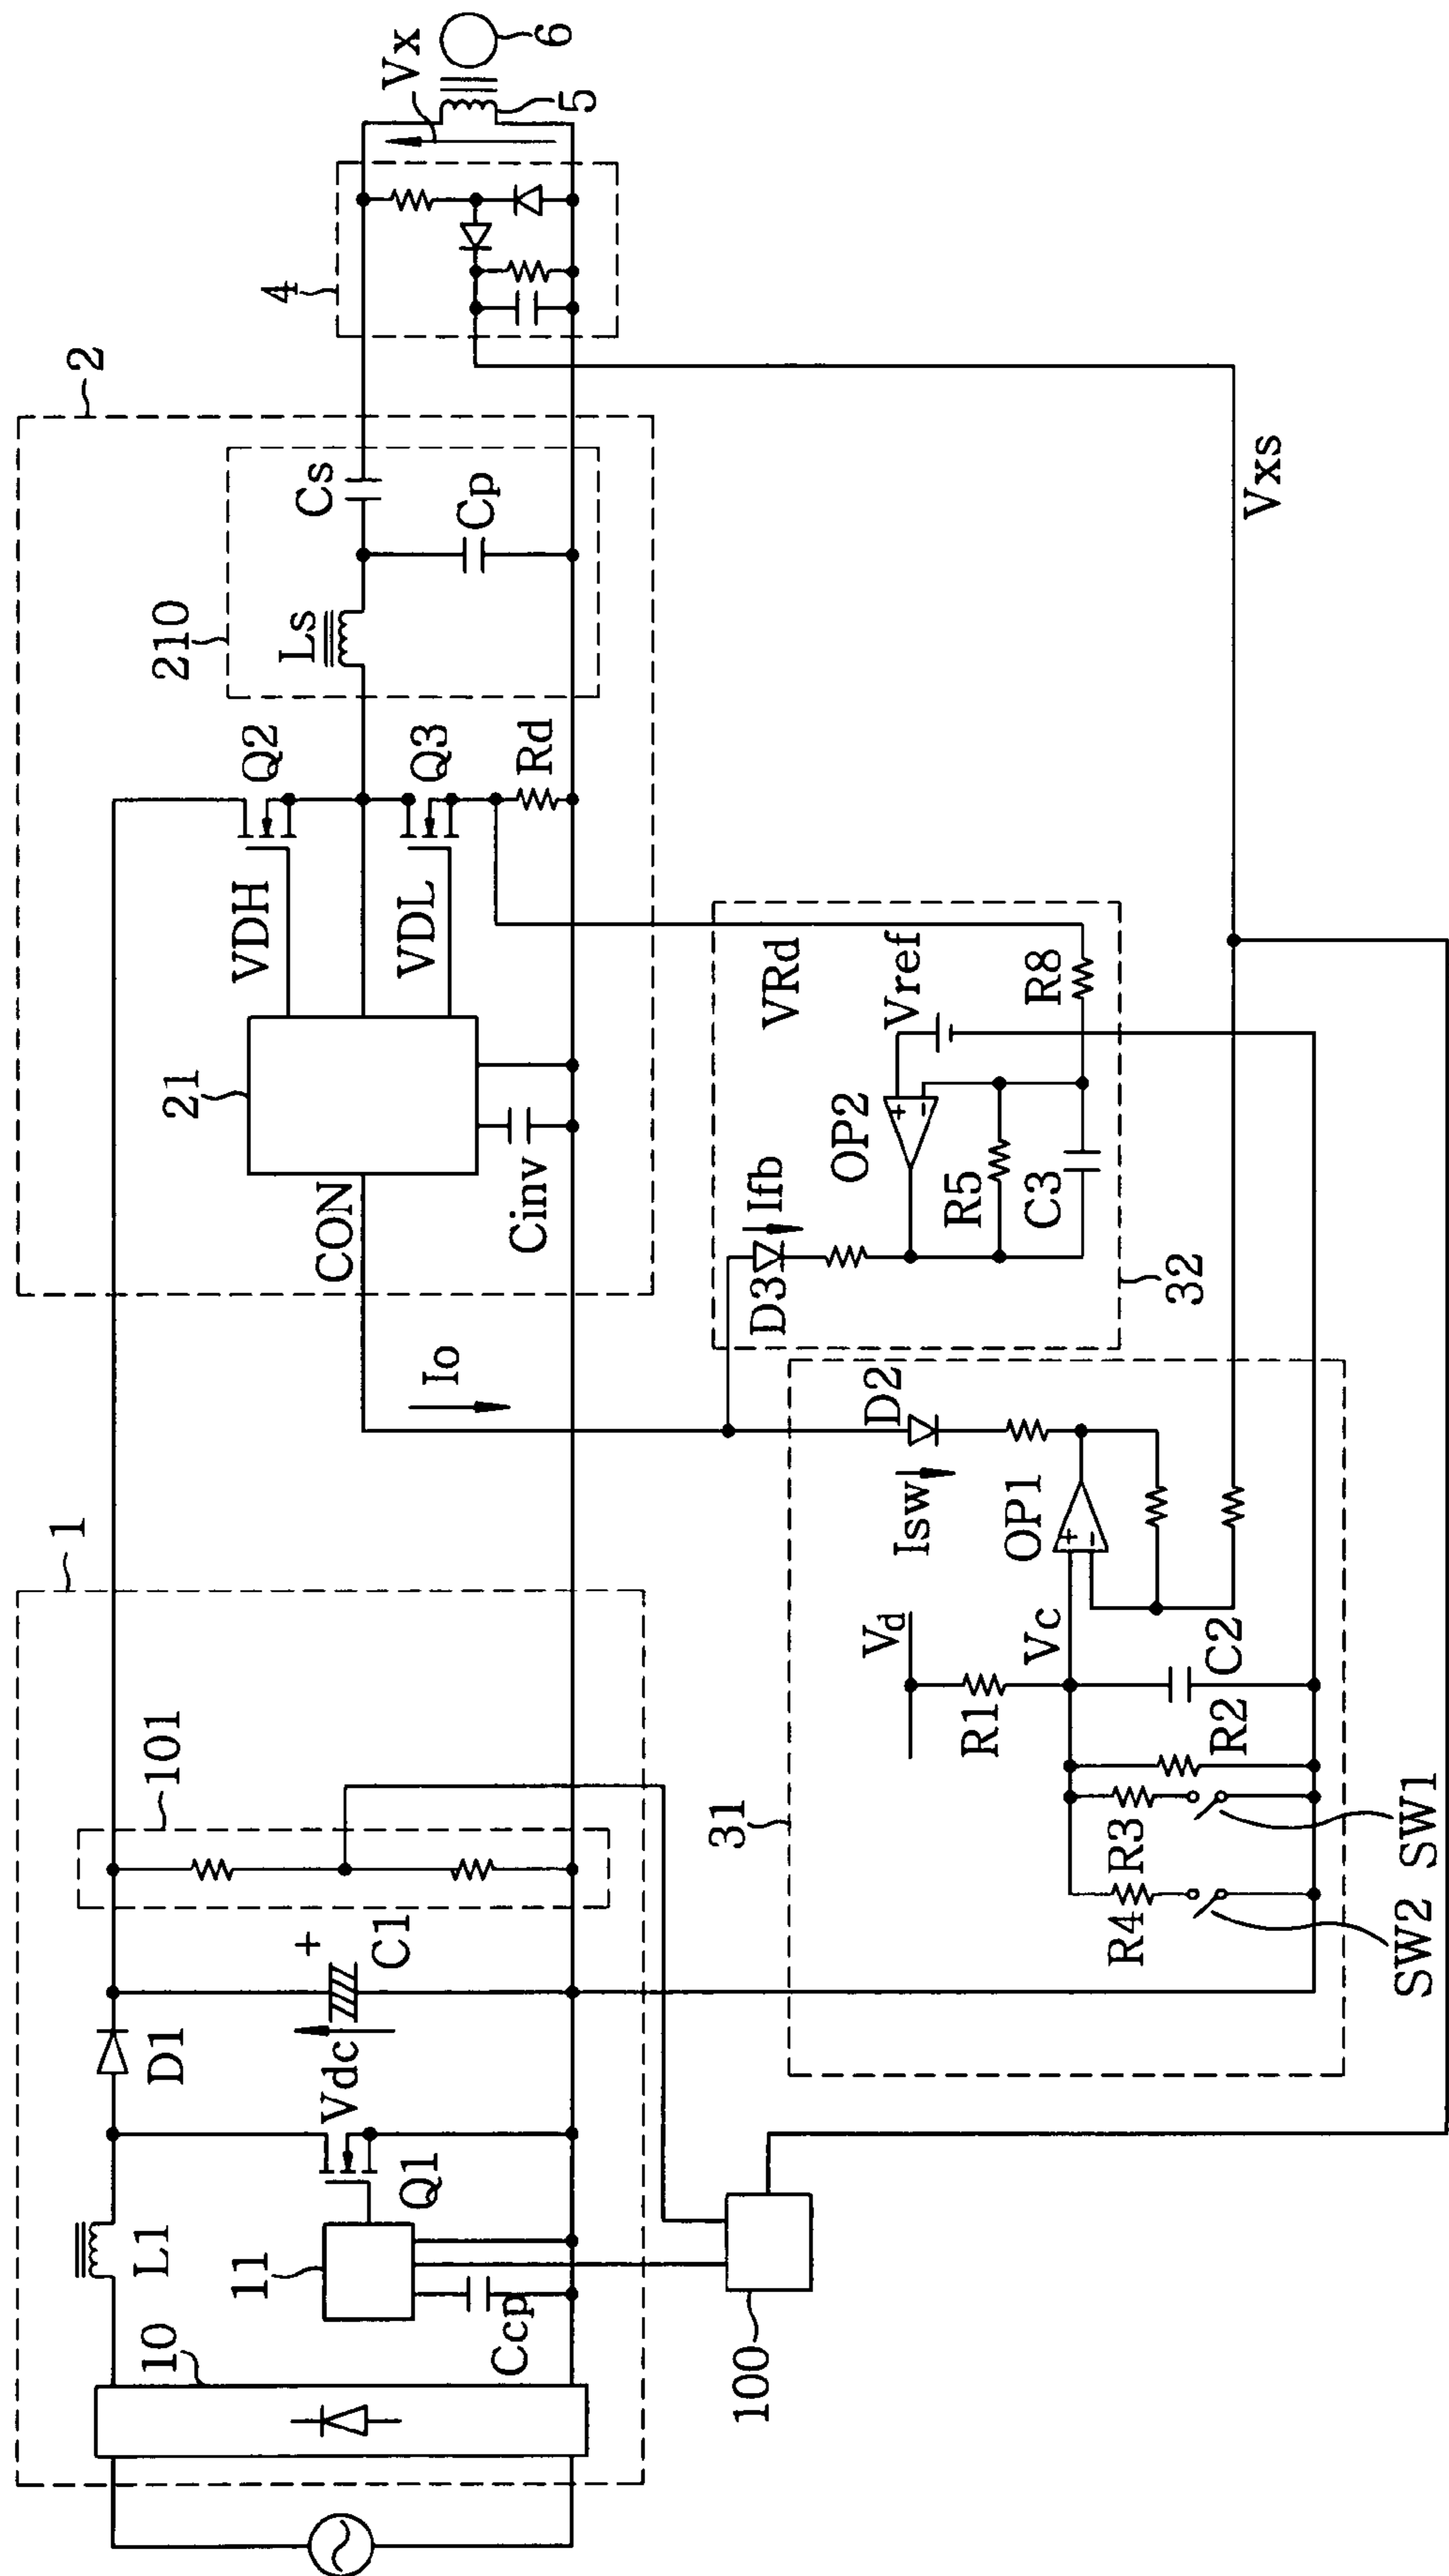 1
10
L1
11
Ccp
Q1
Vdc
D1
+
C1
101
100
2
CON
Io
21
Cinv
VDH
VDL
Q2
Q3
Rd
210
Ls
Cs
Cp
4
Vx
5
6
31
Vd
R1
Vc
C2
R2
R3
R4
SW1
SW2
OP1
+
−
Isw
D2
32
D3
Ifb
OP2
+
−
R5
C3
VRd
Vref
R8
Vxs